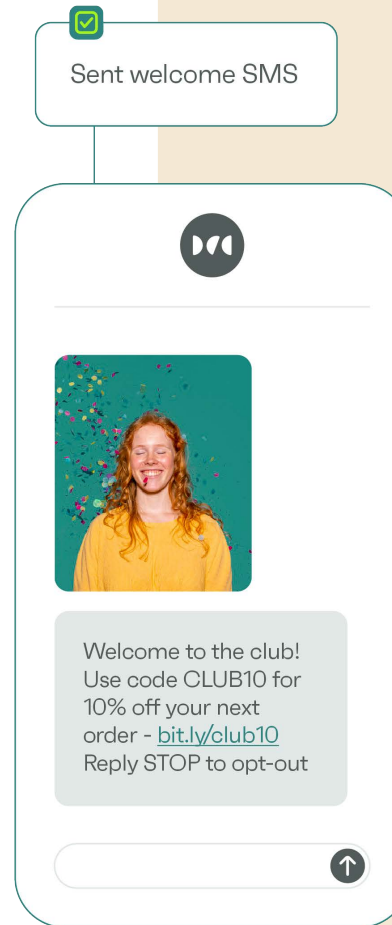 Sent welcome SMS
Welcome to the club!
Use code CLUB10 for
10% off your next
order - bit.ly/club10
Reply STOP to opt-out